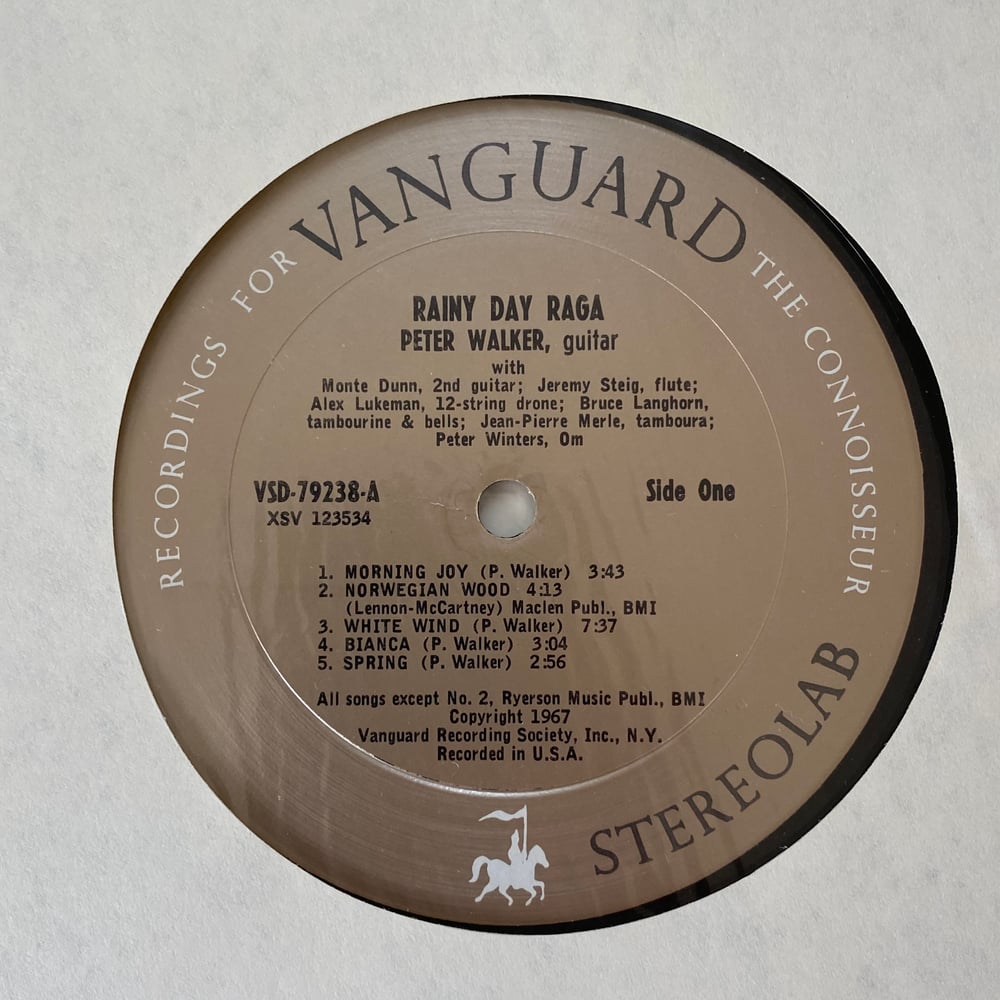 RECORDINGS FOR VANGUARD THE CONNOISSEUR
RAINY DAY RAGA
PETER WALKER, guitar
with
Monte Dunn, 2nd guitar; Jeremy Steig, flute;
Alex Lukeman, 12-string drone; Bruce Langhorn,
tambourine & bells; Jean-Pierre Merle, tamboura;
Peter Winters, Om
VSD-79238-A
Side One
XSV 123534
1. MORNING JOY (P. Walker) 3:43
2. NORWEGIAN WOOD 4:13
(Lennon-McCartney) Maclen Publ., BMI
3. WHITE WIND (P. Walker) 7:37
4. BIANCA (P. Walker) 3:04
5. SPRING (P. Walker) 2:56
All songs except No. 2, Ryerson Music Publ., BMI
Copyright 1967
Vanguard Recording Society, Inc., N.Y.
Recorded in U.S.A.
STEREOLAB